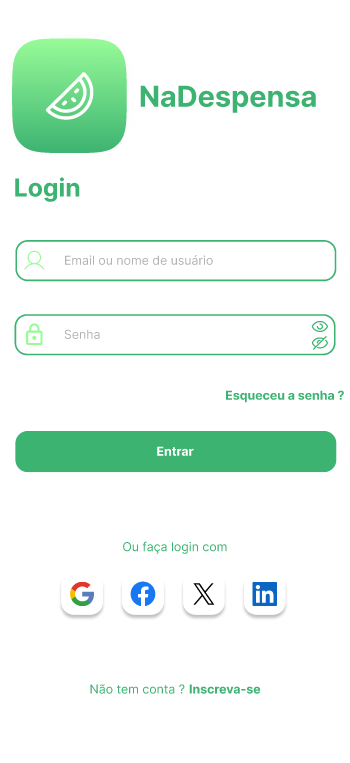 NaDespensa
Login
Email ou nome de usuário
Senha
Esqueceu a senha ?
Entrar
Ou faça login com
Não tem conta ? Inscreva-se